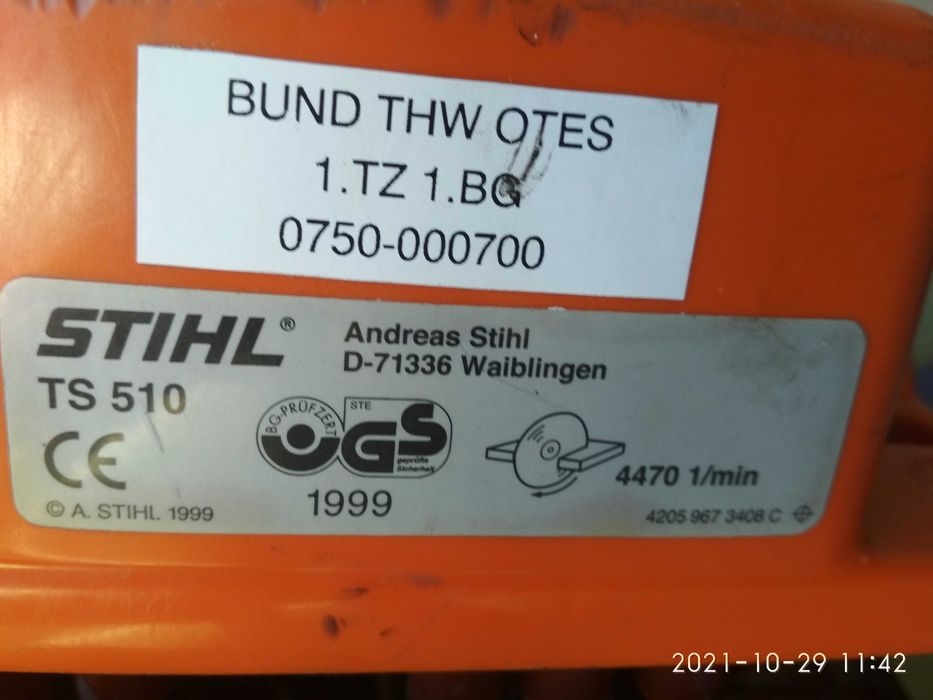 BUND THW OTES
1.TZ 1.BG
0750-000700
STIHL®
Andreas Stihl
D-71336 Waiblingen
TS 510
BG-PRÜFZERT
STE
GS
geprüfte
Sicherheit
CE
4470 1/min
© A. STIHL 1999
1999
4205 967 3408 C
2021-10-29 11:42